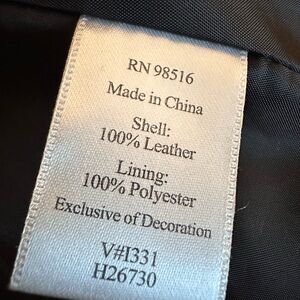 RN 98516
Made in China
Shell:
100% Leather
Lining:
100% Polyester
Exclusive of Decoration
V#I331
H26730